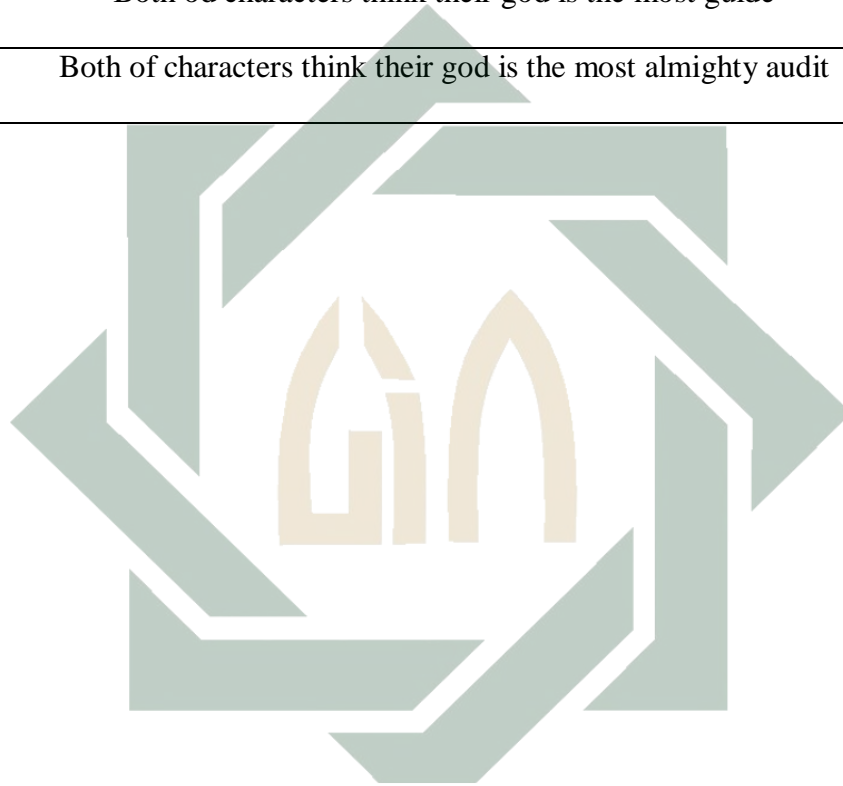 Both od characters think their god is the most guide
Both of characters think their god is the most almighty audit